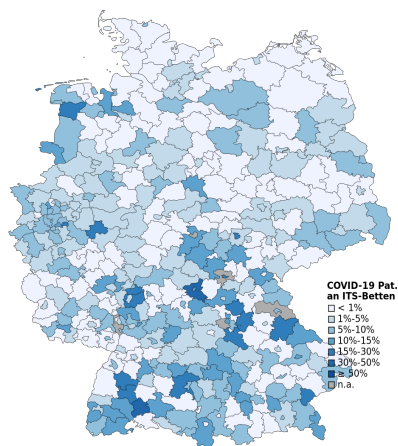 COVID-19 Pat.
an ITS-Betten
< 1%
1%-5%
5%-10%
10%-15%
15%-30%
30%-50%
≥ 50%
n.a.